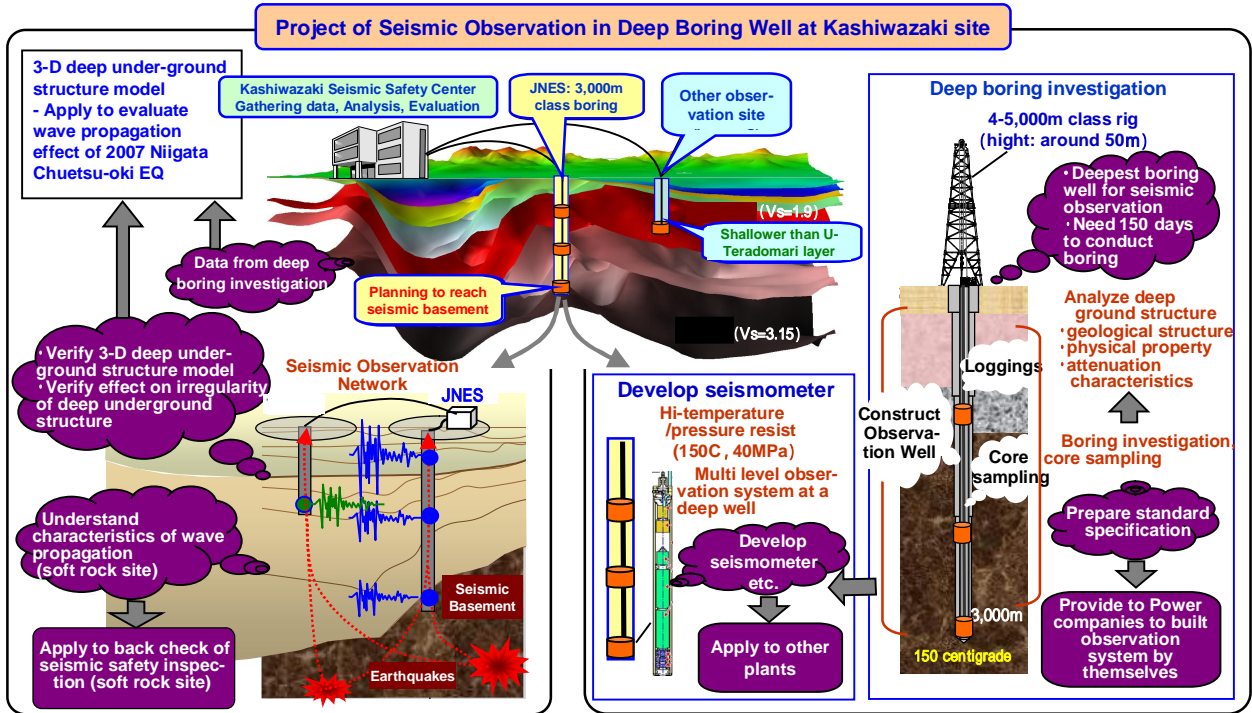 Project of Seismic Observation in Deep Boring Well at Kashiwazaki site
3-D deep under-ground
structure model
- Apply to evaluate
wave propagation
effect of 2007 Niigata
Chuetsu-oki EQ
Kashiwazaki Seismic Safety Center
Gathering data, Analysis, Evaluation
JNES: 3,000m
class boring
Other obser-
vation site
(Vs=1.9)
Shallower than U-
Teradomari layer
Data from deep
boring investigation
Planning to reach
seismic basement
(Vs=3.15)
・Verify 3-D deep under-
ground structure model
・Verify effect on irregularity
of deep underground
structure
Seismic Observation
Network
JNES
Understand
characteristics of wave
propagation
(soft rock site)
Seismic
Basement
Apply to back check of
seismic safety inspec-
tion (soft rock site)
Earthquakes
Develop seismometer
Hi-temperature
/pressure resist
(150C , 40MPa)
Multi level obser-
vation system at a
deep well
Develop
seismometer
etc.
Apply to other
plants
Deep boring investigation
4-5,000m class rig
(hight: around 50m)
・Deepest boring
well for seismic
observation
・Need 150 days
to conduct
boring
Analyze deep
ground structure
・geological structure
・physical property
・attenuation
characteristics
Loggings
Construct
Observa-
tion Well
Core
sampling
Boring investigation,
core sampling
Prepare standard
specification
3,000m
150 centigrade
Provide to Power
companies to built
observation
system by
themselves